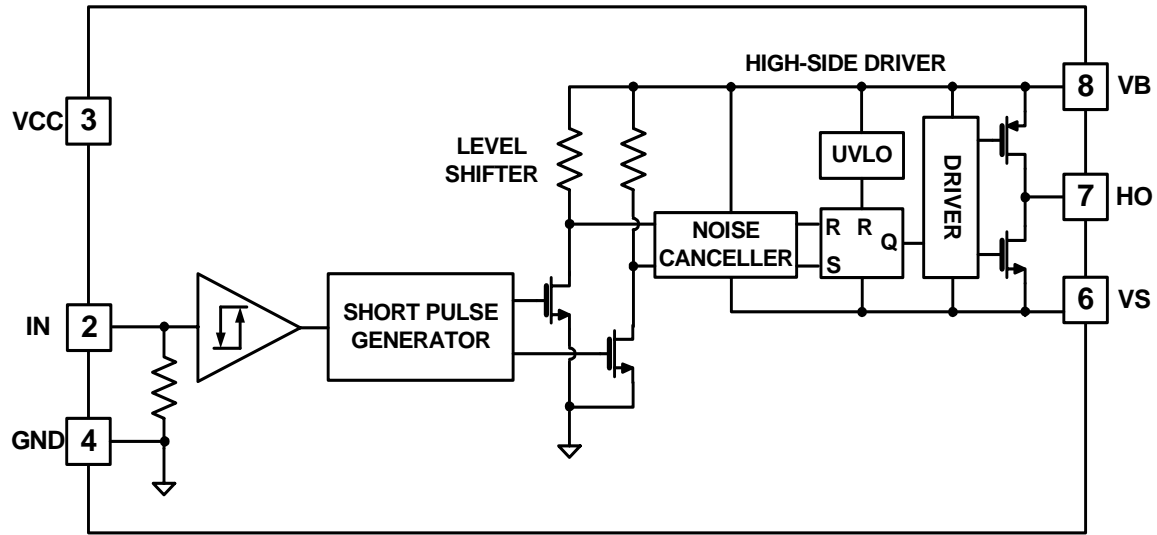 HIGH-SIDE DRIVER
8 VB
VCC 3
LEVEL
SHIFTER
UVLO
DRIVER
7 HO
NOISE
CANCELLER
R R
Q
S
6 VS
IN 2
SHORT PULSE
GENERATOR
GND 4